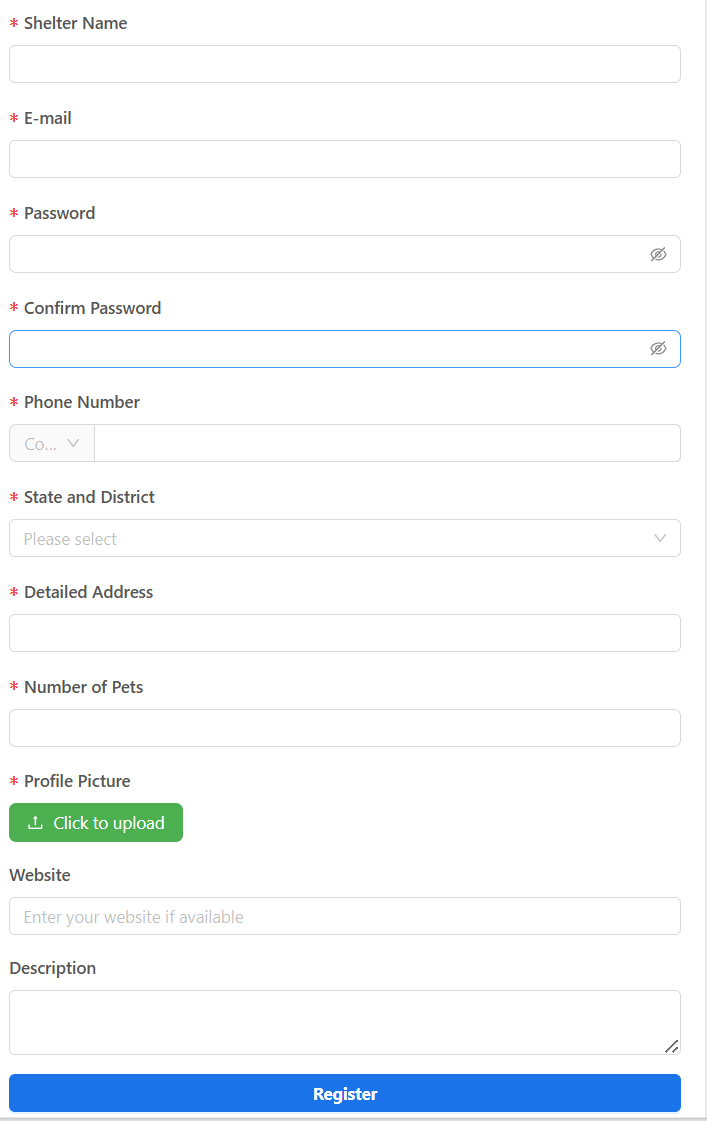 * Shelter Name
* E-mail
* Password
* Confirm Password
* Phone Number
Co...
* State and District
Please select
* Detailed Address
* Number of Pets
* Profile Picture
Click to upload
Website
Enter your website if available
Description
Register